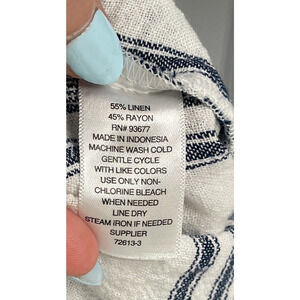 55% LINEN
45% RAYON
RN# 93677
MADE IN INDONESIA
MACHINE WASH COLD
GENTLE CYCLE
WITH LIKE COLORS
USE ONLY NON-
CHLORINE BLEACH
WHEN NEEDED
LINE DRY
STEAM IRON IF NEEDED
SUPPLIER
72613-3